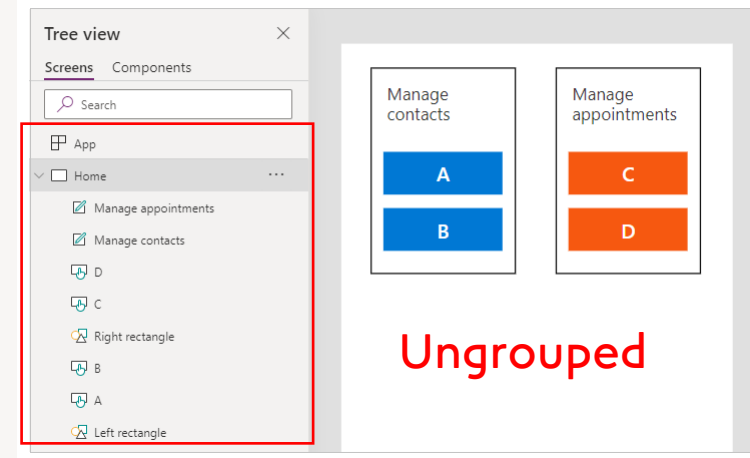 Tree view
Screens Components
Search
App
Home
Manage appointments
Manage contacts
D
C
Right rectangle
B
A
Left rectangle
Manage
contacts
A
B
Manage
appointments
C
D
Ungrouped